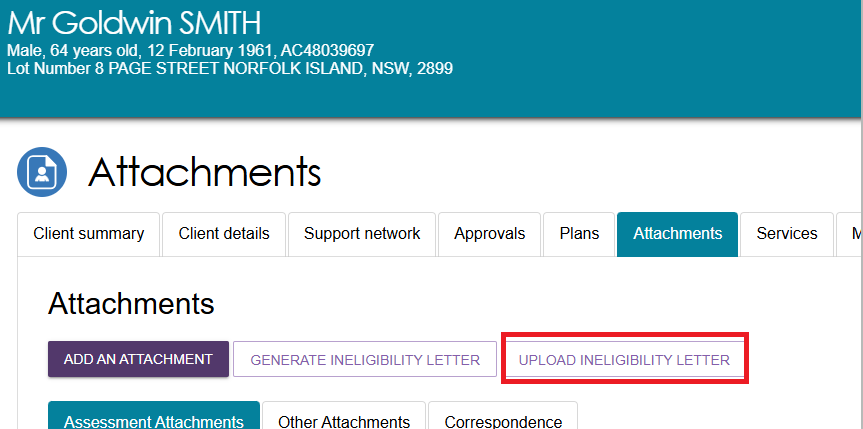 Mr Goldwin SMITH
Male, 64 years old, 12 February 1961, AC48039697
Lot Number 8 PAGE STREET NORFOLK ISLAND, NSW, 2899
Attachments
Client summary
Client details
Support network
Approvals
Plans
Attachments
Services
M
Attachments
ADD AN ATTACHMENT
GENERATE INELIGIBILITY LETTER
UPLOAD INELIGIBILITY LETTER
Assessment Attachments
Other Attachments
Correspondence